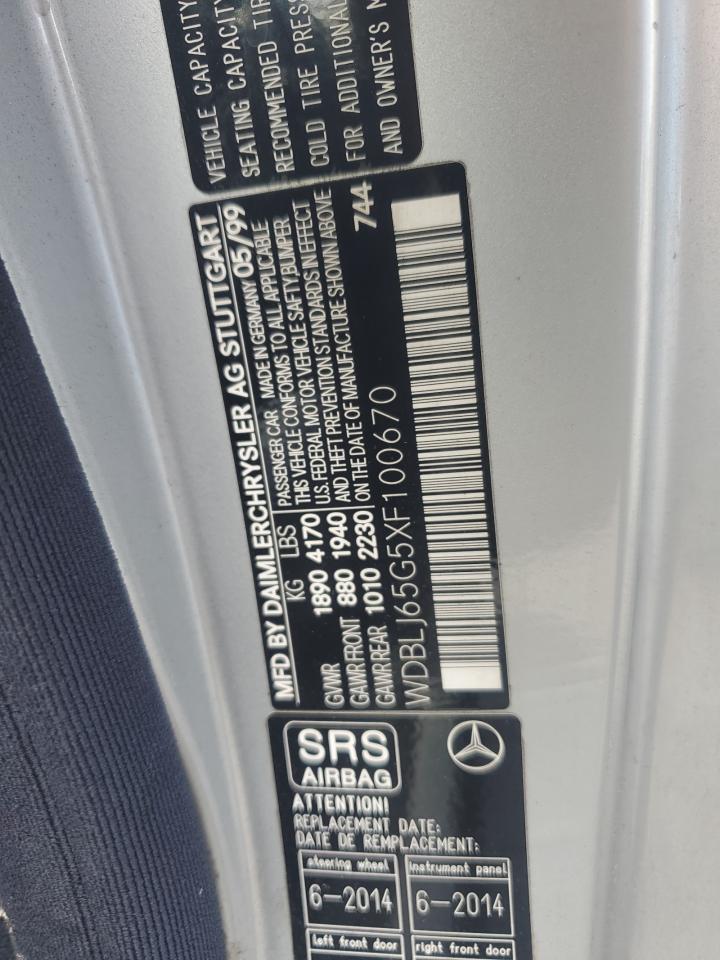 VEHICLE CAPACITY
SEATING CAPACITY
RECOMMENDED TIR
COLD TIRE PRESS
FOR ADDITIONAL
AND OWNER'S M
MFD BY DAIMLERCHRYSLER AG STUTTGART
PASSENGER CAR MADE IN GERMANY 05/99
KG LBS THIS VEHICLE CONFORMS TO ALL APPLICABLE
GVWR 1890 4170 U.S. FEDERAL MOTOR VEHICLE SAFTY, BUMPER
GAWR FRONT 880 1940 AND THEFT PREVENTION STANDARDS IN EFFECT
GAWR REAR 1010 2230 ON THE DATE OF MANUFACTURE SHOWN ABOVE
WDBLJ65G5XF100670 744
SRS
AIRBAG
ATTENTION!
REPLACEMENT DATE:
DATE DE REMPLACEMENT:
steering wheel instrument panel
6-2014 6-2014
left front door right front door